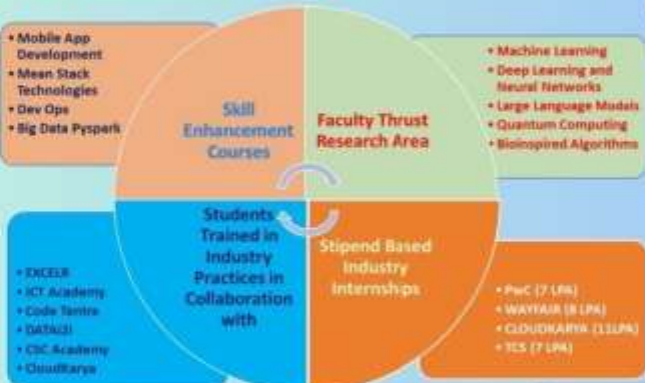 • Mobile App
Development
• Mean Stack
Technologies
• Dev Ops
• Big Data Pyspark
Skill
Enhancement
Courses
Faculty Thrust
Research Area
• Machine Learning
• Deep Learning and
Neural Networks
• Large Language Models
• Quantum Computing
• Bioinspired Algorithms
• EXCELR
• ICT Academy
• Code Tantra
• CSC Academy
• CloudKarya
Students
Trained in
Industry
Practices in
Collaboration
with
Stipend Based
Industry
Internships
• PwC (7 LPA)
• WAYFAIR (8 LPA)
• CLOUDKARYA (11LPA)
• TCS (7 LPA)